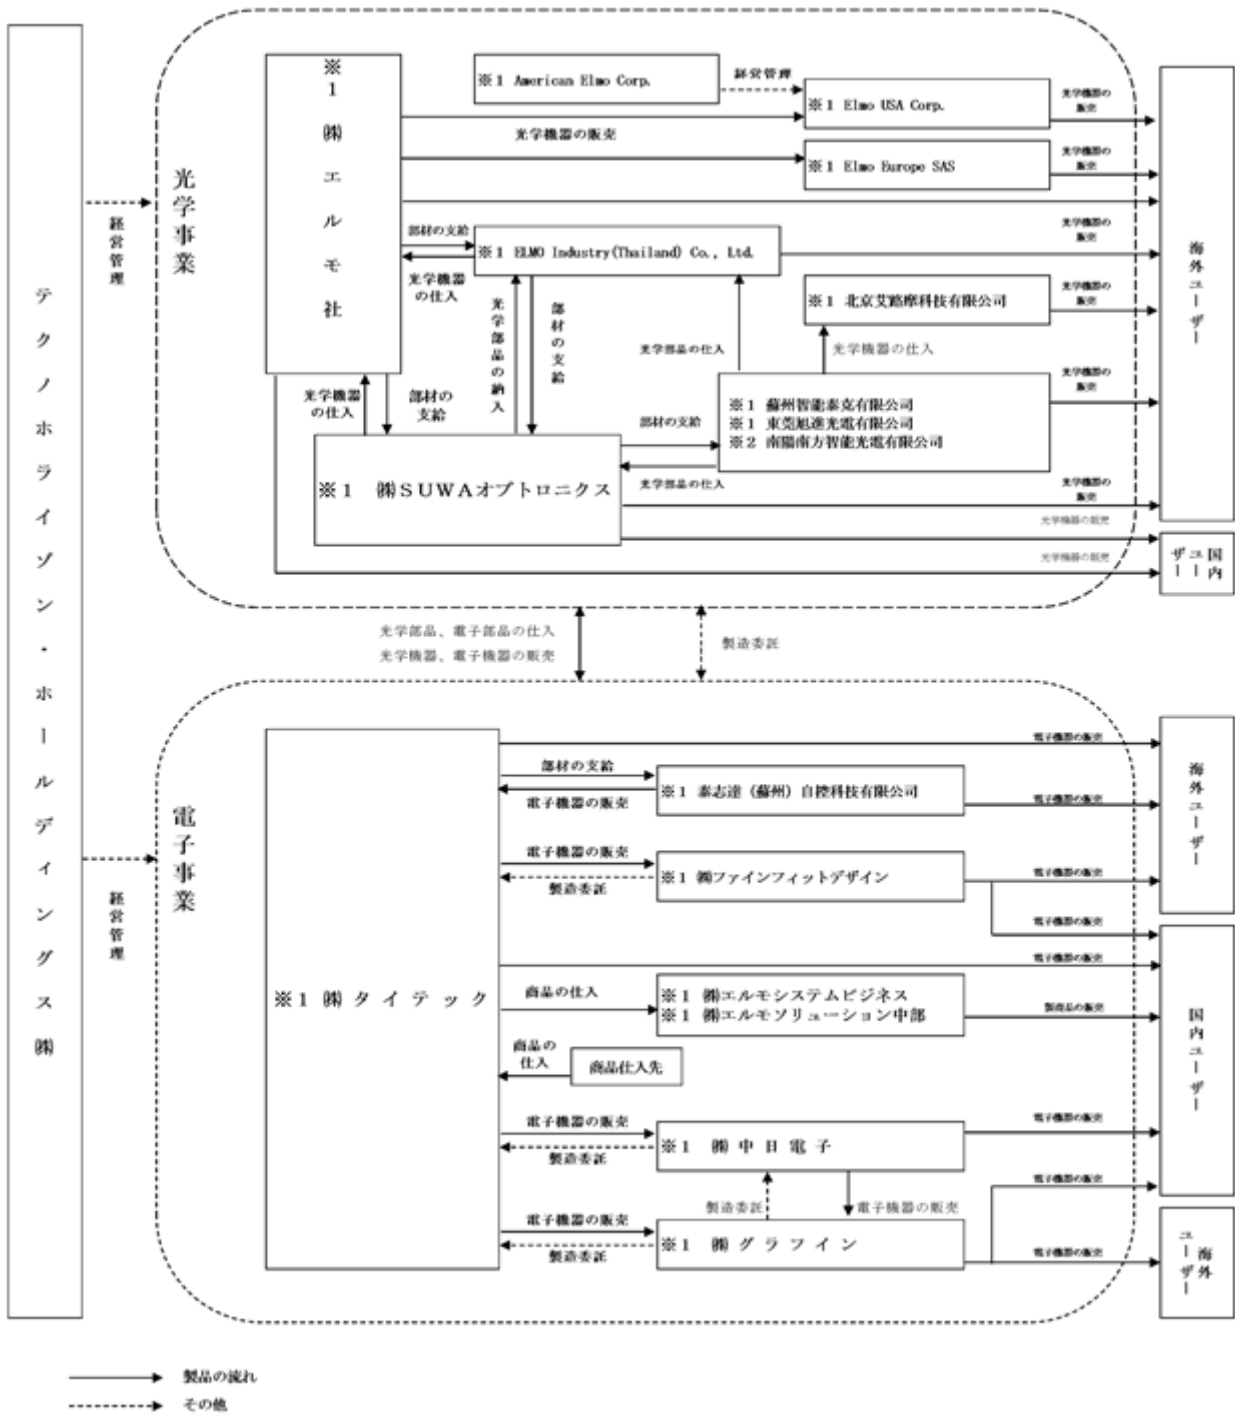 テクノホライゾン・ホールディングス㈱
経営管理
光学事業
※1 ㈱エルモ社
※1 American Elmo Corp.
経営管理
※1 Elmo USA Corp.
光学機器の販売
光学機器の販売
※1 Elmo Europe SAS
光学機器の販売
海外ユーザー
部材の支給
※1 ELMO Industry(Thailand) Co., Ltd.
光学機器の販売
光学機器の仕入
光学部品の納入
部材の支給
※1 北京艾路摩科技有限公司
光学機器の販売
光学部品の仕入
光学機器の仕入
光学機器の仕入
部材の支給
※1 蘇州智能泰克有限公司
※1 東莞旭進光電有限公司
※2 南陽南方智能光電有限公司
光学機器の販売
部材の支給
光学部品の仕入
※1 ㈱SUWAオプトロニクス
光学機器の販売
光学機器の販売
国内ユーザー
光学機器の販売
光学部品、電子部品の仕入
光学機器、電子機器の販売
製造委託
経営管理
電子事業
※1 ㈱タイテック
電子機器の販売
海外ユーザー
部材の支給
※1 泰志達(蘇州)自控科技有限公司
電子機器の販売
電子機器の販売
電子機器の販売
※1 ㈱ファインフィットデザイン
製造委託
電子機器の販売
電子機器の販売
国内ユーザー
電子機器の販売
商品の仕入
※1 ㈱エルモシステムビジネス
※1 ㈱エルモソリューション中部
製商品の販売
商品の仕入
商品仕入先
電子機器の販売
※1 ㈱中日電子
製造委託
電子機器の販売
製造委託
電子機器の販売
電子機器の販売
電子機器の販売
※1 ㈱グラフイン
製造委託
電子機器の販売
海外ユーザー
製品の流れ
その他